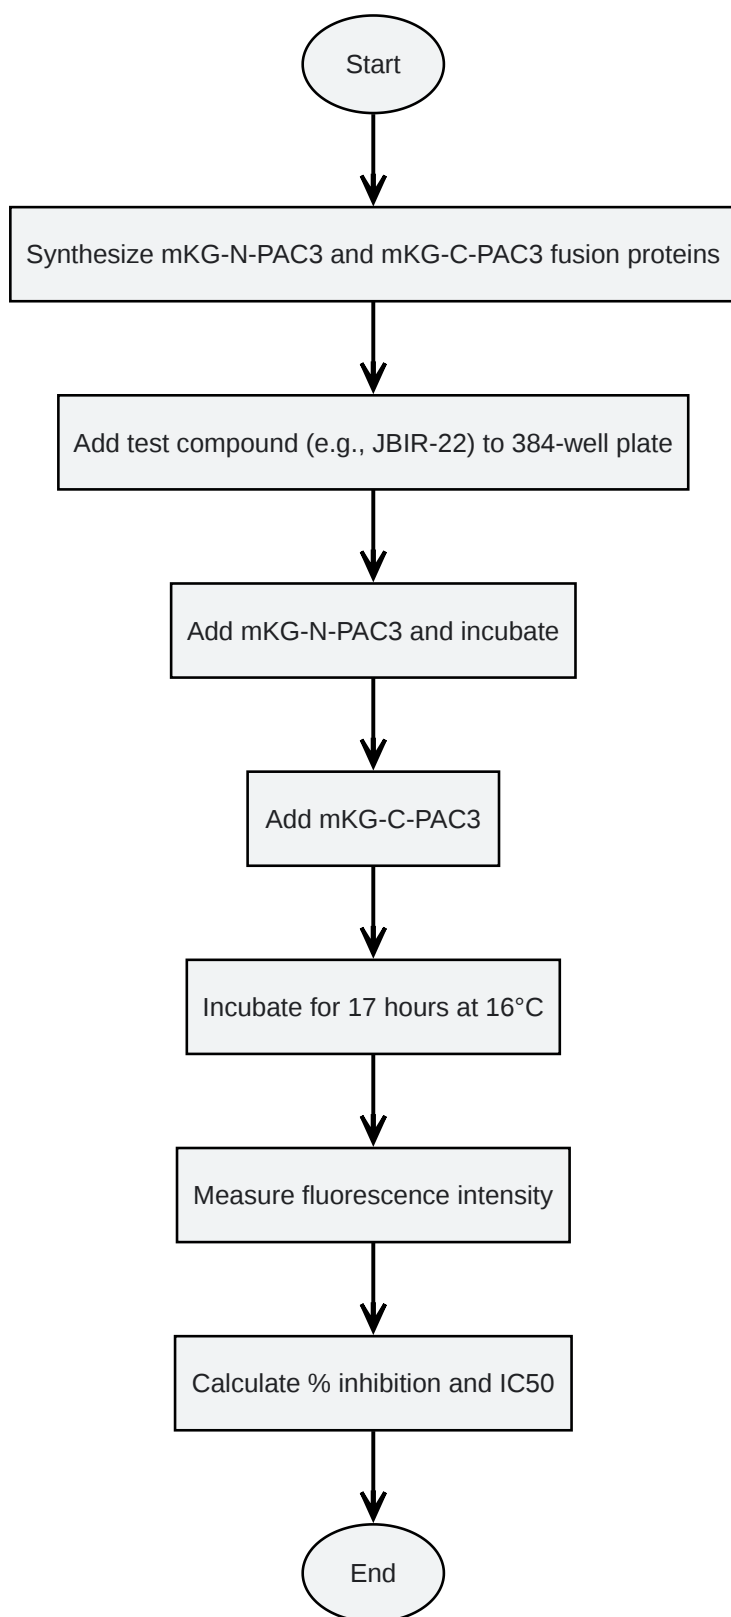 Start
Synthesize mKG-N-PAC3 and mKG-C-PAC3 fusion proteins
Add test compound (e.g., JBIR-22) to 384-well plate
Add mKG-N-PAC3 and incubate
Add mKG-C-PAC3
Incubate for 17 hours at 16°C
Measure fluorescence intensity
Calculate % inhibition and IC50
End